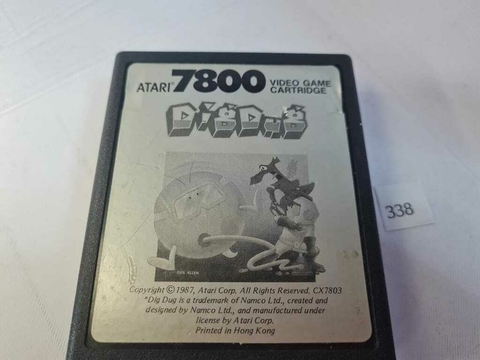 ATARI 7800 VIDEO GAME
CARTRIDGE
Dig Dug
338
Copyright ©1987, Atari Corp. All Rights Reserved, CX7803
*Dig Dug is a trademark of Namco Ltd., created and
designed by Namco Ltd., and manufactured under
license by Atari Corp.
Printed in Hong Kong